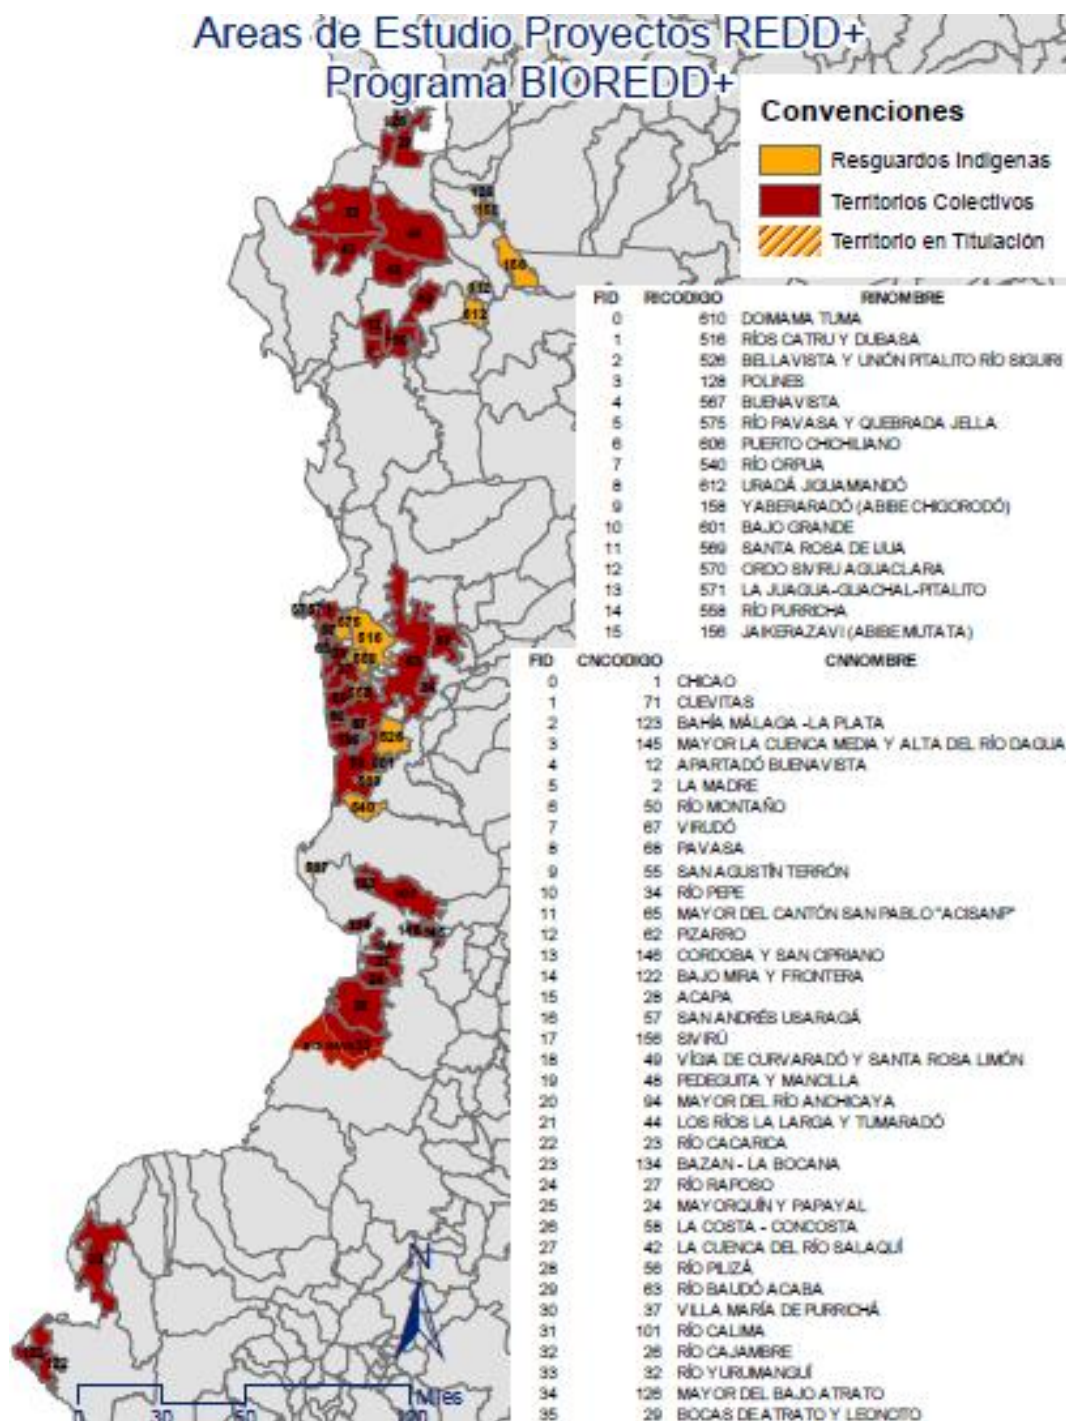 Areas de Estudio Proyectos REDD+
Programa BIOREDD+
Convenciones
Resguardos Indigenas
Territorios Colectivos
Territorio en Titulación
FID RICODIGO RINOMBRE
0 610 DOIMAMA TUMA
1 516 RÍOS CATRU Y DUBASA
2 526 BELLAVISTA Y UNIÓN PITALITO RÍO SIGUIRI
3 128 POLINES
4 567 BUENAVISTA
5 575 RÍO PAVASA Y QUEBRADA JELLA
6 606 PUERTO CHICHILIANO
7 540 RÍO ORPUA
8 612 URADÁ JIGUAMIANDÓ
9 158 YABERARADÓ (ABIBE CHIGORODÓ)
10 601 BAJO GRANDE
11 569 SANTA ROSA DE IJUA
12 570 ORDO SIVIRU AGUACLARA
13 571 LA JUAGUA-GUACHAL-PITALITO
14 558 RÍO PURRICHA
15 156 JAIKERAZAVI (ABIBE MUTATA)
FID CNCODIGO CNNOMBRE
0 1 CHICAO
1 71 CUEVITAS
2 123 BAHÍA MÁLAGA -LA PLATA
3 145 MAYOR LA CUENCA MEDIA Y ALTA DEL RÍO DAGUA
4 12 APARTADÓ BUENAVISTA
5 2 LA MADRE
6 50 RÍO MONTAÑO
7 67 VIRUDÓ
8 68 PAVASA
9 55 SAN AGUSTÍN TERRÓN
10 34 RÍO PEPE
11 65 MAYOR DEL CANTÓN SAN PABLO "ACISANP"
12 62 PIZARRO
13 146 CORDOBA Y SAN CIPRIANO
14 122 BAJO MIRA Y FRONTERA
15 28 ACAPA
16 57 SAN ANDRÉS USARAGÁ
17 156 SIVIRÚ
18 49 VÍGIA DE CURVARADÓ Y SANTA ROSA LIMÓN
19 48 PEDEGUITA Y MANCILLA
20 94 MAYOR DEL RÍO ANCHICAYA
21 44 LOS RÍOS LA LARGA Y TUMARADÓ
22 23 RÍO CACARICA
23 134 BAZAN - LA BOCANA
24 27 RÍO RAPOSO
25 24 MAYORQUÍN Y PAPAYAL
26 58 LA COSTA - CONCOSTA
27 42 LA CUENCA DEL RÍO SALAQUÍ
28 56 RÍO PILIZÁ
29 63 RÍO BAUDÓ ACABA
30 37 VILLA MARÍA DE PURRICHÁ
31 101 RÍO CALIMA
32 26 RÍO CAJAMBRE
33 32 RÍO YURUMANGUÍ
34 126 MAYOR DEL BAJO ATRATO
35 29 BOCAS DE ATRATO Y LEONCITO
156
612
575
516
526
540
N
Miles
0 30 60 120